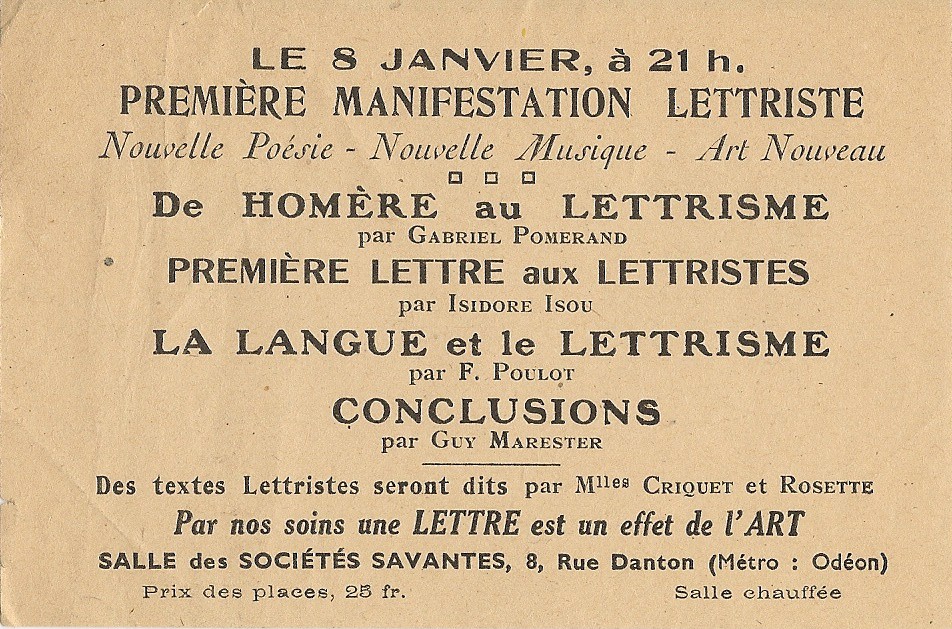 LE 8 JANVIER, à 21 h.
PREMIÈRE MANIFESTATION LETTRISTE
Nouvelle Poésie - Nouvelle Musique - Art Nouveau
De HOMÈRE au LETTRISME
par GABRIEL POMERAND
PREMIÈRE LETTRE aux LETTRISTES
par ISIDORE ISOU
LA LANGUE et le LETTRISME
par F. POULOT
CONCLUSIONS
par GUY MARESTER
Des textes Lettristes seront dits par Mlles CRIQUET et ROSETTE
Par nos soins une LETTRE est un effet de l'ART
SALLE des SOCIÉTÉS SAVANTES, 8, Rue Danton (Métro : Odéon)
Prix des places, 25 fr. Salle chauffée